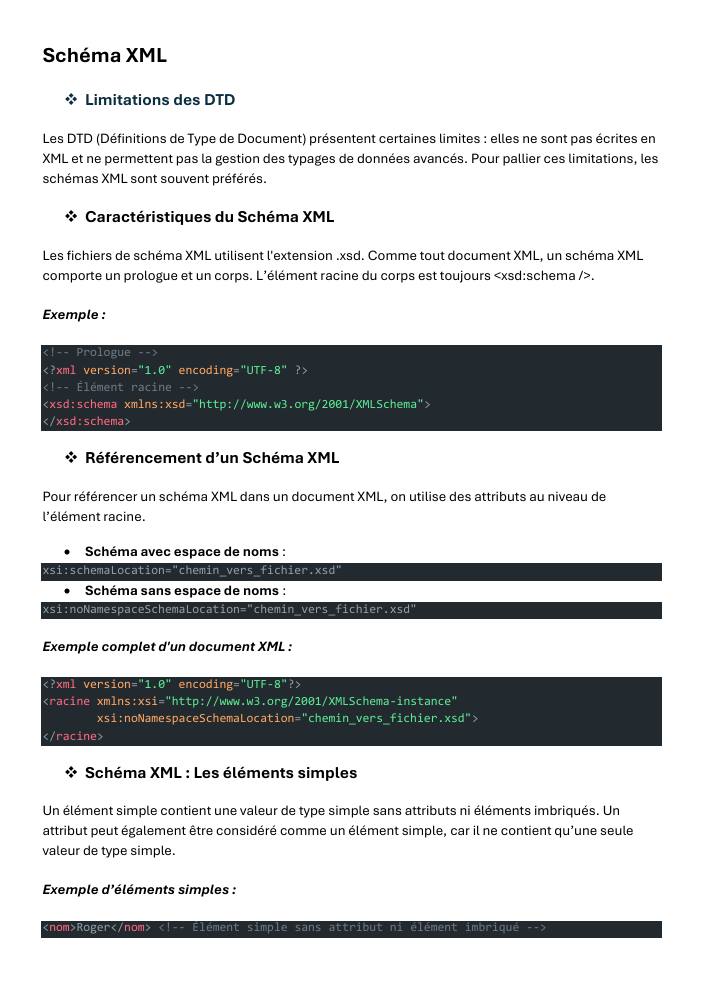 Schéma XML
❖ Limitations des DTD
Les DTD (Définitions de Type de Document) présentent certaines limites : elles ne sont pas écrites en
XML et ne permettent pas la gestion des typages de données avancés. Pour pallier ces limitations, les
schémas XML sont souvent préférés.
❖ Caractéristiques du Schéma XML
Les fichiers de schéma XML utilisent l'extension .xsd. Comme tout document XML, un schéma XML
comporte un prologue et un corps. L’élément racine du corps est toujours <xsd:schema />.
Exemple :
<!-- Prologue -->
<?xml version="1.0" encoding="UTF-8" ?>
<!-- Élément racine -->
<xsd:schema xmlns:xsd="http://www.w3.org/2001/XMLSchema">
</xsd:schema>
❖ Référencement d’un Schéma XML
Pour référencer un schéma XML dans un document XML, on utilise des attributs au niveau de
l’élément racine.
• Schéma avec espace de noms :
xsi:schemaLocation="chemin_vers_fichier.xsd"
• Schéma sans espace de noms :
xsi:noNamespaceSchemaLocation="chemin_vers_fichier.xsd"
Exemple complet d'un document XML :
<?xml version="1.0" encoding="UTF-8"?>
<racine xmlns:xsi="http://www.w3.org/2001/XMLSchema-instance"
        xsi:noNamespaceSchemaLocation="chemin_vers_fichier.xsd">
</racine>
❖ Schéma XML : Les éléments simples
Un élément simple contient une valeur de type simple sans attributs ni éléments imbriqués. Un
attribut peut également être considéré comme un élément simple, car il ne contient qu’une seule
valeur de type simple.
Exemple d’éléments simples :
<nom>Roger</nom> <!-- Élément simple sans attribut ni élément imbriqué -->